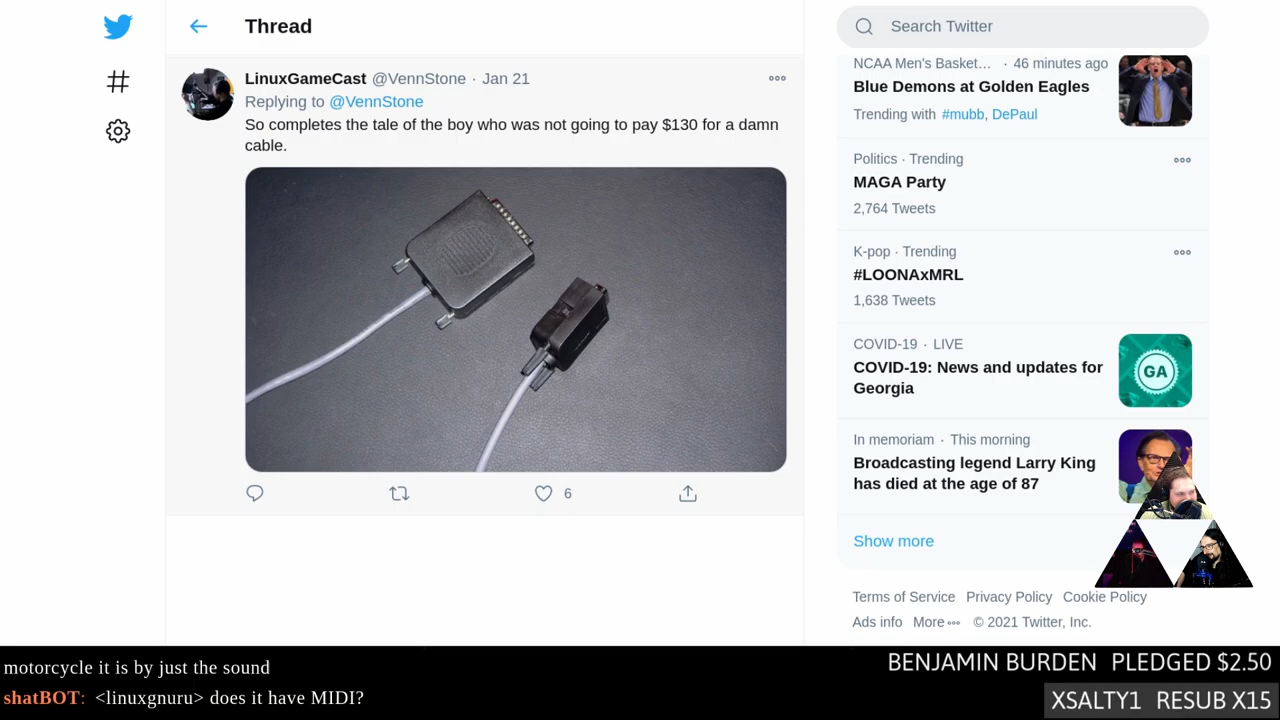 Thread
Search Twitter
LinuxGameCast @VennStone · Jan 21
Replying to @VennStone
So completes the tale of the boy who was not going to pay $130 for a damn
cable.
6
NCAA Men's Basket… · 46 minutes ago
Blue Demons at Golden Eagles
Trending with #mubb, DePaul
Politics · Trending
MAGA Party
2,764 Tweets
K-pop · Trending
#LOONAxMRL
1,638 Tweets
COVID-19 · LIVE
COVID-19: News and updates for
Georgia
GA
In memoriam · This morning
Broadcasting legend Larry King
has died at the age of 87
Show more
Terms of Service Privacy Policy Cookie Policy
Ads info More © 2021 Twitter, Inc.
motorcycle it is by just the sound
shatBOT: <linuxgnuru> does it have MIDI?
BENJAMIN BURDEN PLEDGED $2.50
XSALTY1 RESUB X15